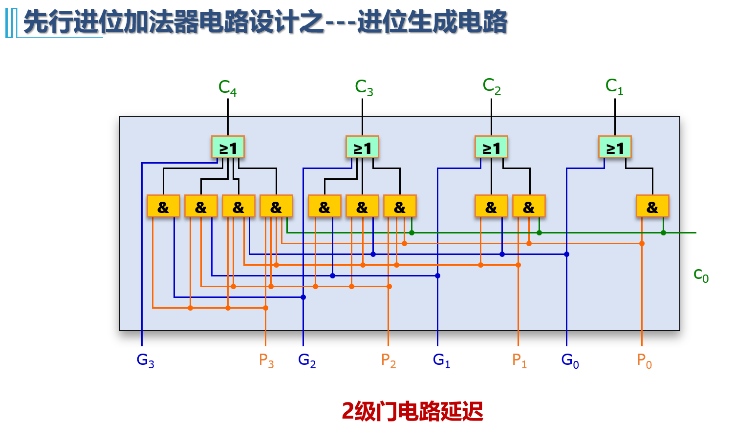 先行进位加法器电路设计之---进位生成电路
C4 C3 C2 C1
≥1 ≥1 ≥1 ≥1
& & & & & & & & & &
c0
G3 P3 G2 P2 G1 P1 G0 P0
2级门电路延迟